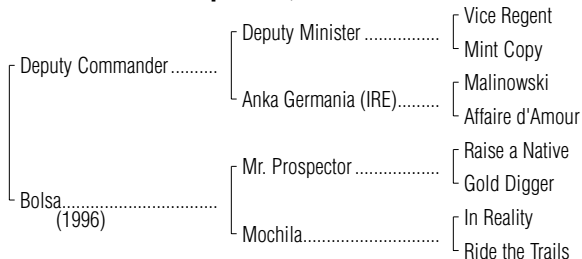 Vice Regent
Deputy Minister ................
Mint Copy
Deputy Commander..........
Malinowski
Anka Germania (IRE).........
Affaire d'Amour
Raise a Native
Mr. Prospector ..................
Gold Digger
Bolsa.................................
(1996)
In Reality
Mochila.............................
Ride the Trails